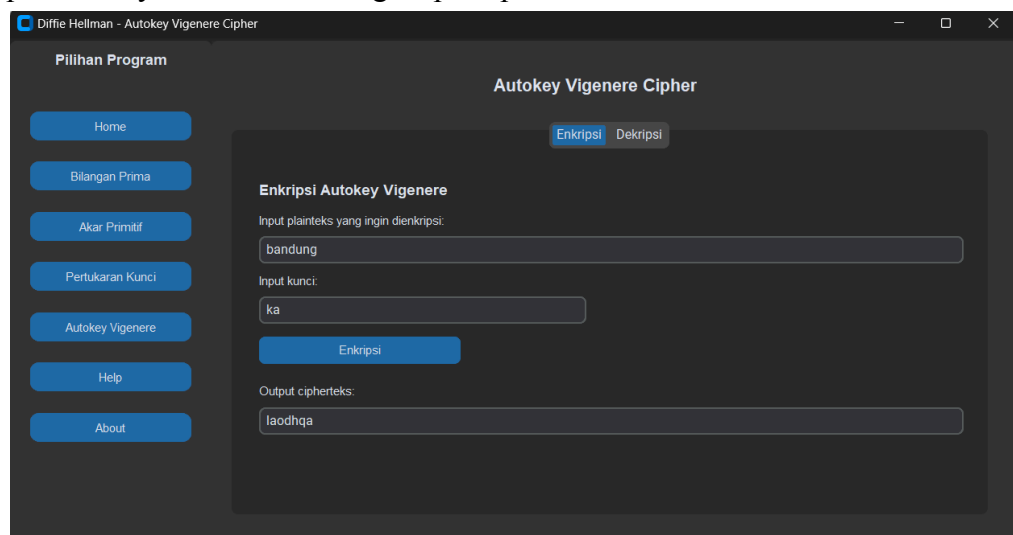 Diffie Hellman - Autokey Vigenere Cipher
Pilihan Program
Home
Bilangan Prima
Akar Primitif
Pertukaran Kunci
Autokey Vigenere
Help
About
Autokey Vigenere Cipher
Enkripsi Dekripsi
Enkripsi Autokey Vigenere
Input plainteks yang ingin dienkripsi:
bandung
Input kunci:
ka
Enkripsi
Output cipherteks:
laodhqa